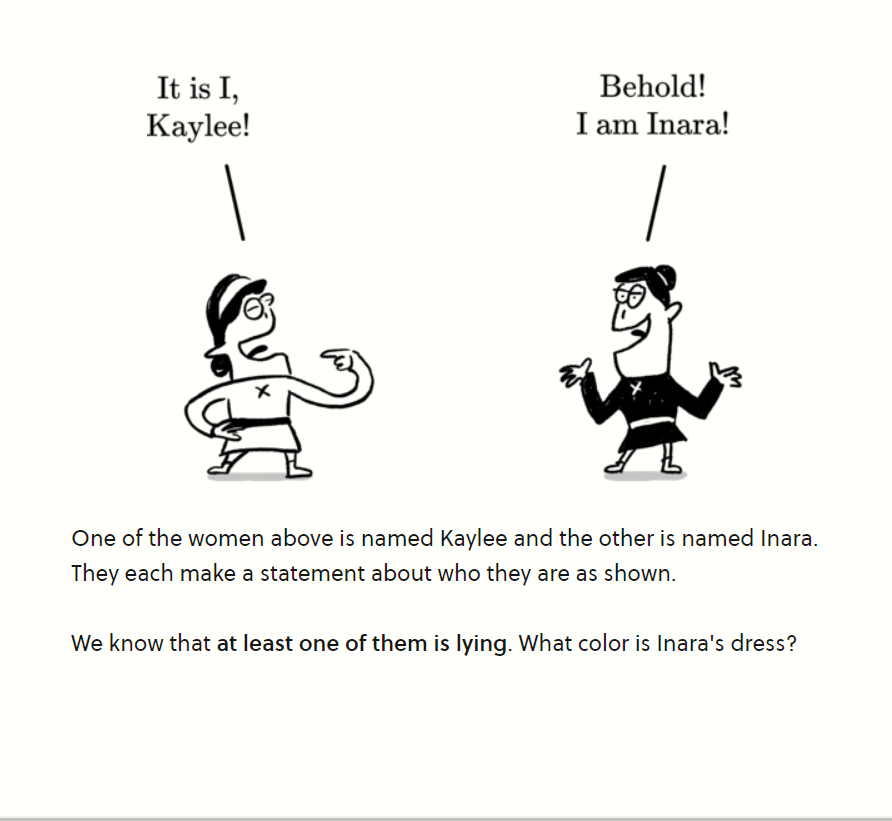 It is I,
Kaylee!
Behold!
I am Inara!
One of the women above is named Kaylee and the other is named Inara.
They each make a statement about who they are as shown.
We know that at least one of them is lying. What color is Inara's dress?